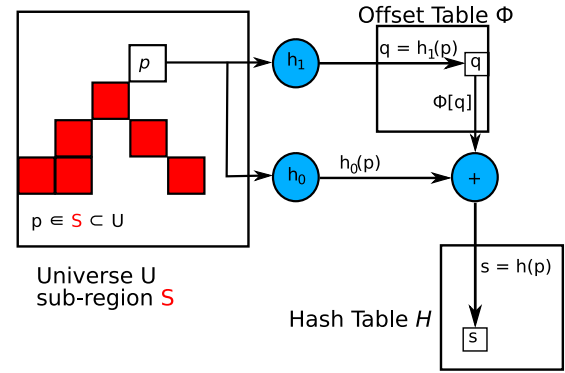 Offset Table Φ
p
h1
q = h1(p)
q
Φ[q]
h0
h0(p)
+
p ∈ S ⊂ U
Universe U
sub-region S
s = h(p)
Hash Table H
s